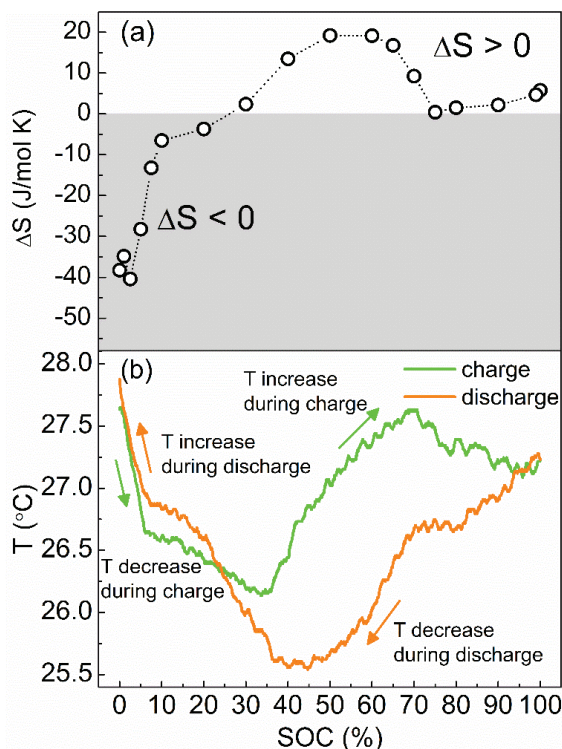 (a)
ΔS > 0
ΔS < 0
20
10
0
-10
-20
-30
-40
-50
ΔS (J/mol K)
(b)
T increase
during charge
charge
discharge
T increase
during discharge
T decrease
during charge
T decrease
during discharge
28.0
27.5
27.0
26.5
26.0
25.5
T (°C)
0 10 20 30 40 50 60 70 80 90 100
SOC (%)